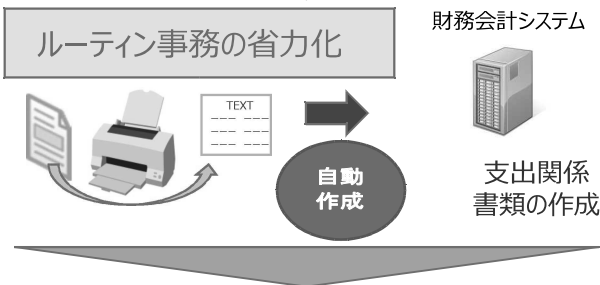 ルーティン事務の省力化
財務会計システム
TEXT
自動
作成
支出関係
書類の作成